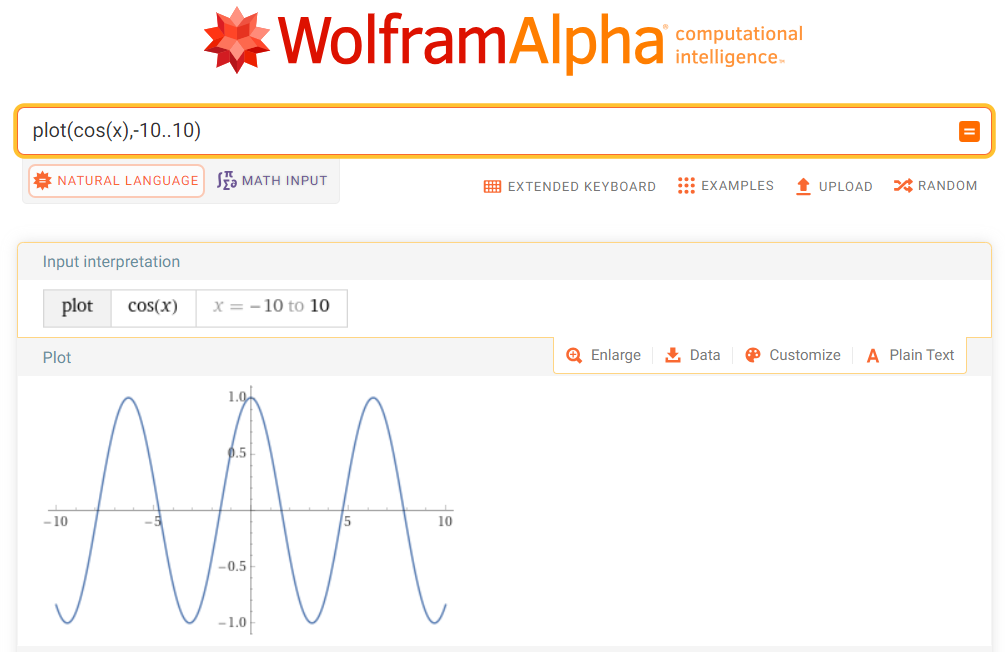 WolframAlpha computational intelligence™
plot(cos(x),-10..10)
NATURAL LANGUAGE
MATH INPUT
EXTENDED KEYBOARD
EXAMPLES
UPLOAD
RANDOM
Input interpretation
plot cos(x) x = −10 to 10
Plot
Enlarge
Data
Customize
Plain Text
1.0
0.5
−10 −5 5 10
−0.5
−1.0